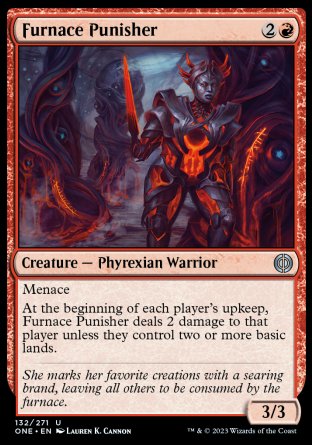 Furnace Punisher 2
Creature — Phyrexian Warrior
Menace
At the beginning of each player's upkeep,
Furnace Punisher deals 2 damage to that
player unless they control two or more basic
lands.
She marks her favorite creations with a searing
brand, leaving all others to be consumed by the
furnace.
3/3
132/271 U
ONE • EN LAUREN K. CANNON
™ & © 2023 Wizards of the Coast